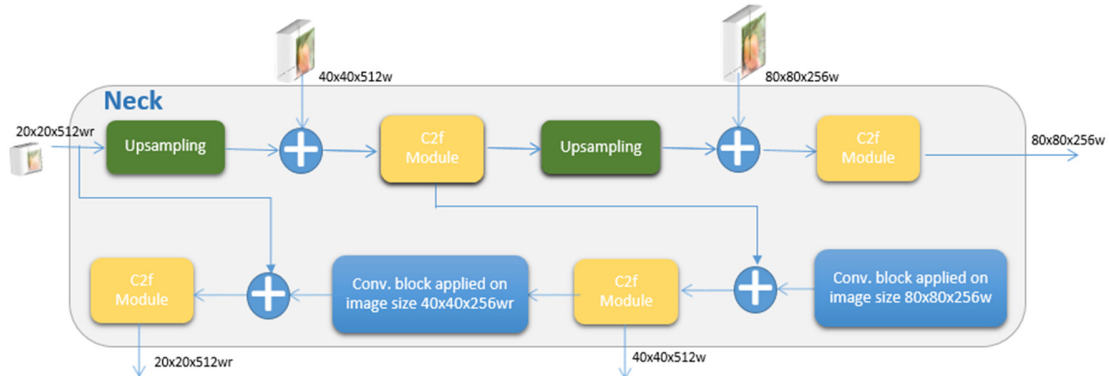 40x40x512w
80x80x256w
Neck
20x20x512wr
Upsampling
C2f
Module
Upsampling
C2f
Module
80x80x256w
C2f
Module
Conv. block applied on
image size 40x40x256wr
C2f
Module
Conv. block applied on
image size 80x80x256w
20x20x512wr
40x40x512w